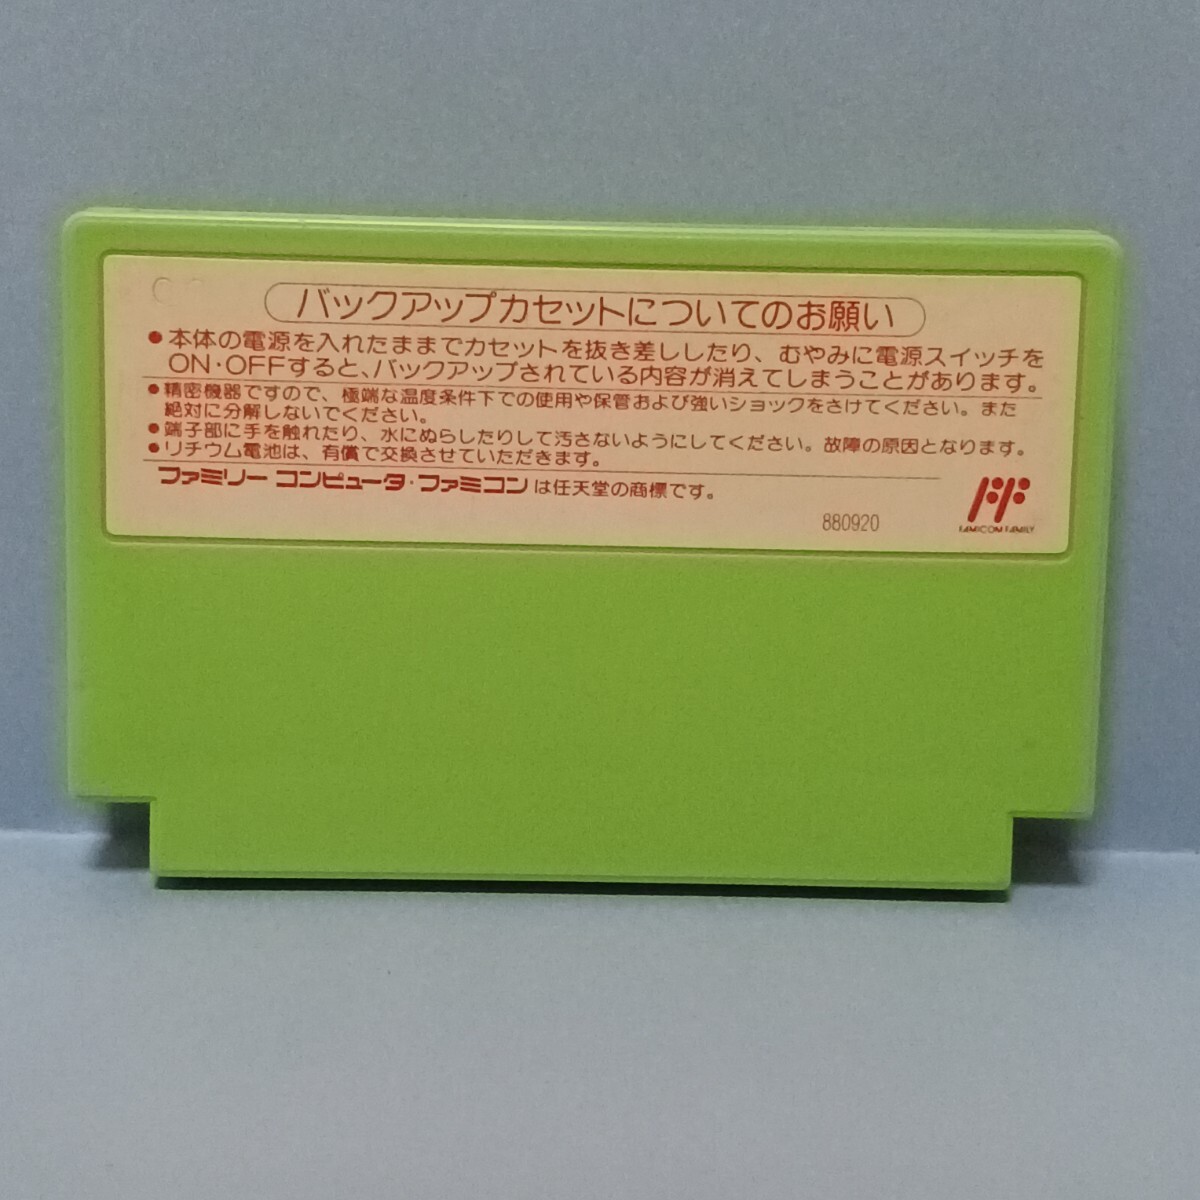 バックアップカセットについてのお願い
●本体の電源を入れたままでカセットを抜き差ししたり、むやみに電源スイッチを
ON・OFFすると、バックアップされている内容が消えてしまうことがあります。
●精密機器ですので、極端な温度条件下での使用や保管および強いショックをさけてください。また
絶対に分解しないでください。
●端子部に手を触れたり、水にぬらしたりして汚さないようにしてください。故障の原因となります。
●リチウム電池は、有償で交換させていただきます。
ファミリーコンピュータ・ファミコンは任天堂の商標です。
880920
FAMICOM FAMILY